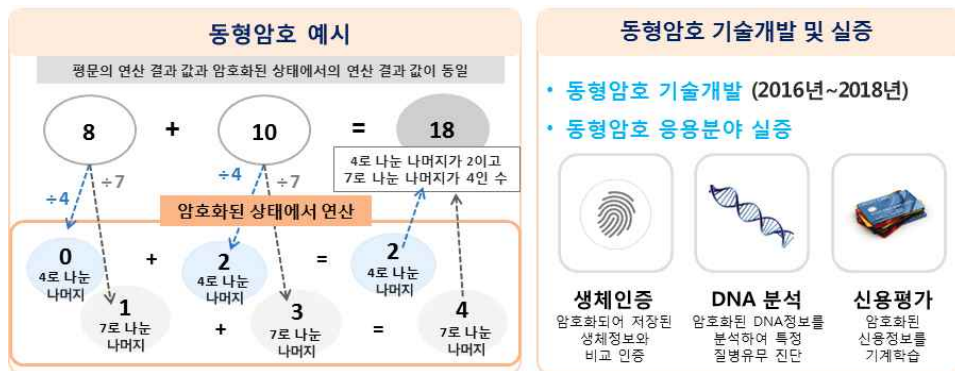 동형암호 예시
평문의 연산 결과 값과 암호화된 상태에서의 연산 결과 값이 동일
8 + 10 = 18
4로 나눈 나머지가 2이고
7로 나눈 나머지가 4인 수
÷4 ÷7 ÷4 ÷7
암호화된 상태에서 연산
0 + 2 = 2
4로 나눈 나머지 4로 나눈 나머지 4로 나눈 나머지
1 + 3 = 4
7로 나눈 나머지 7로 나눈 나머지 7로 나눈 나머지
동형암호 기술개발 및 실증
• 동형암호 기술개발 (2016년~2018년)
• 동형암호 응용분야 실증
생체인증
암호화되어 저장된
생체정보와
비교 인증
DNA 분석
암호화된 DNA정보를
분석하여 특정
질병유무 진단
신용평가
암호화된
신용정보를
기계학습